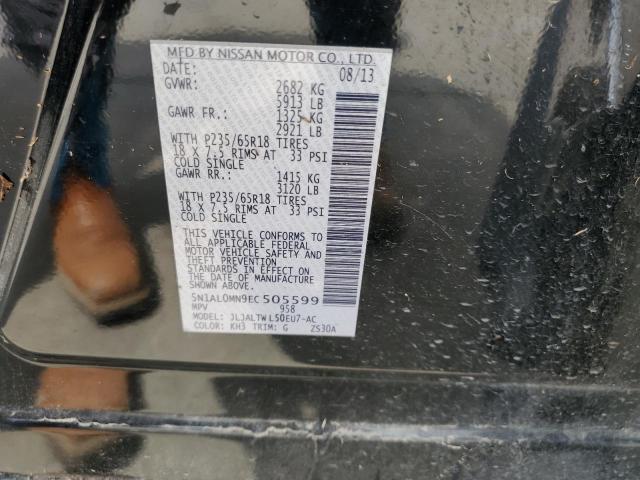 MFD BY NISSAN MOTOR CO., LTD.
DATE: 08/13
GVWR: 2682 KG
5913 LB
GAWR FR.: 1325 KG
2921 LB
WITH P235/65R18 TIRES
18 X 7.5 RIMS AT 33 PSI
COLD SINGLE
GAWR RR.: 1415 KG
3120 LB
WITH P235/65R18 TIRES
18 X 7.5 RIMS AT 33 PSI
COLD SINGLE
THIS VEHICLE CONFORMS TO
ALL APPLICABLE FEDERAL
MOTOR VEHICLE SAFETY AND
THEFT PREVENTION
STANDARDS IN EFFECT ON
THE DATE OF MANUFACTURE
SHOWN ABOVE.
5N1AL0MN9EC505599
MPV 958
MODEL: JLJALTWL50EU7-AC
COLOR: KH3 TRIM: G ZS30A